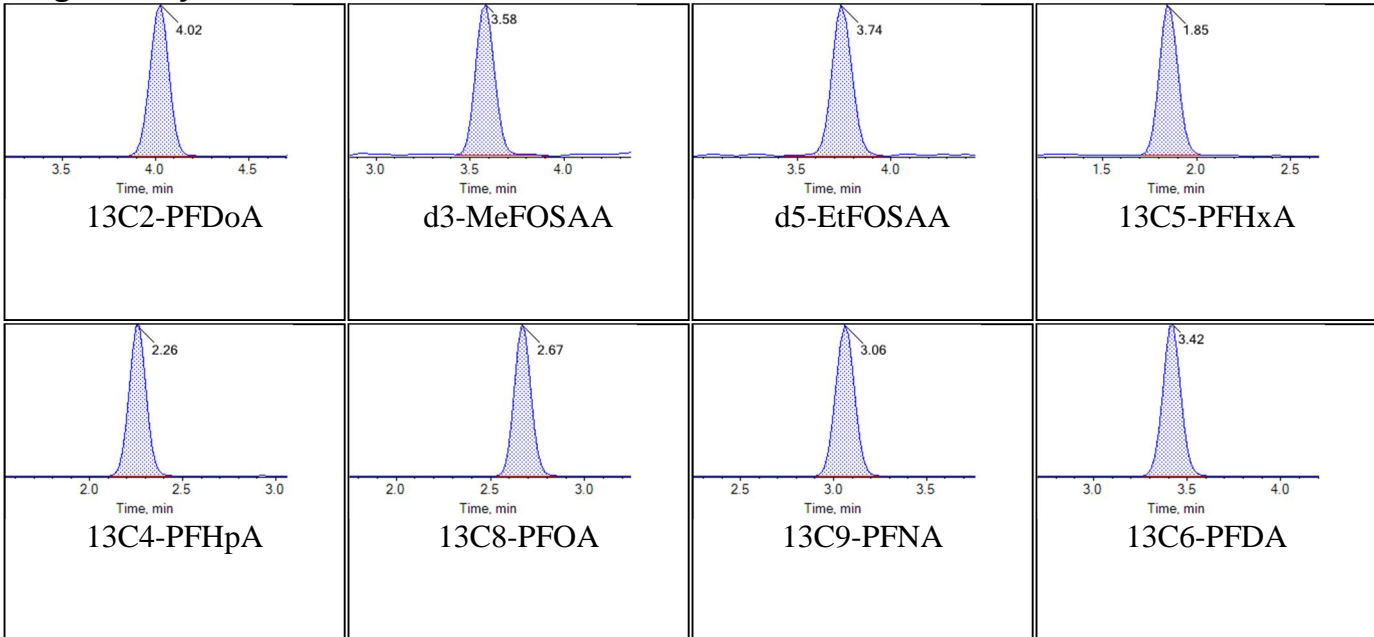 4.02
3.5 4.0 4.5
Time, min
13C2-PFDoA
3.58
3.0 3.5 4.0
Time, min
d3-MeFOSAA
3.74
3.5 4.0
Time, min
d5-EtFOSAA
1.85
1.5 2.0 2.5
Time, min
13C5-PFHxA
2.26
2.0 2.5 3.0
Time, min
13C4-PFHpA
2.67
2.0 2.5 3.0
Time, min
13C8-PFOA
3.06
2.5 3.0 3.5
Time, min
13C9-PFNA
3.42
3.0 3.5 4.0
Time, min
13C6-PFDA